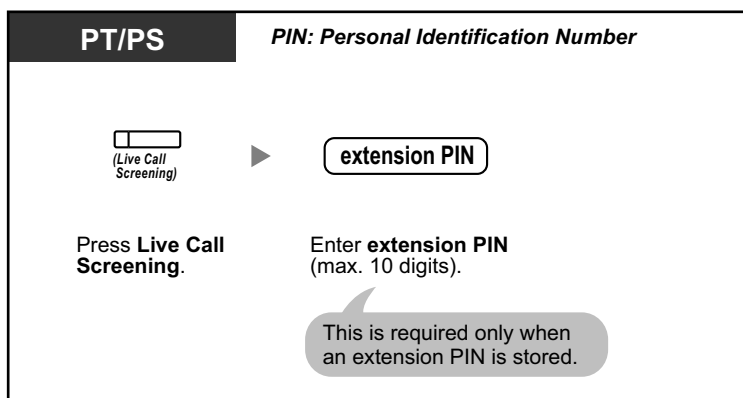 PT/PS
PIN: Personal Identification Number
(Live Call
Screening)
extension PIN
Press Live Call
Screening.
Enter extension PIN
(max. 10 digits).
This is required only when
an extension PIN is stored.